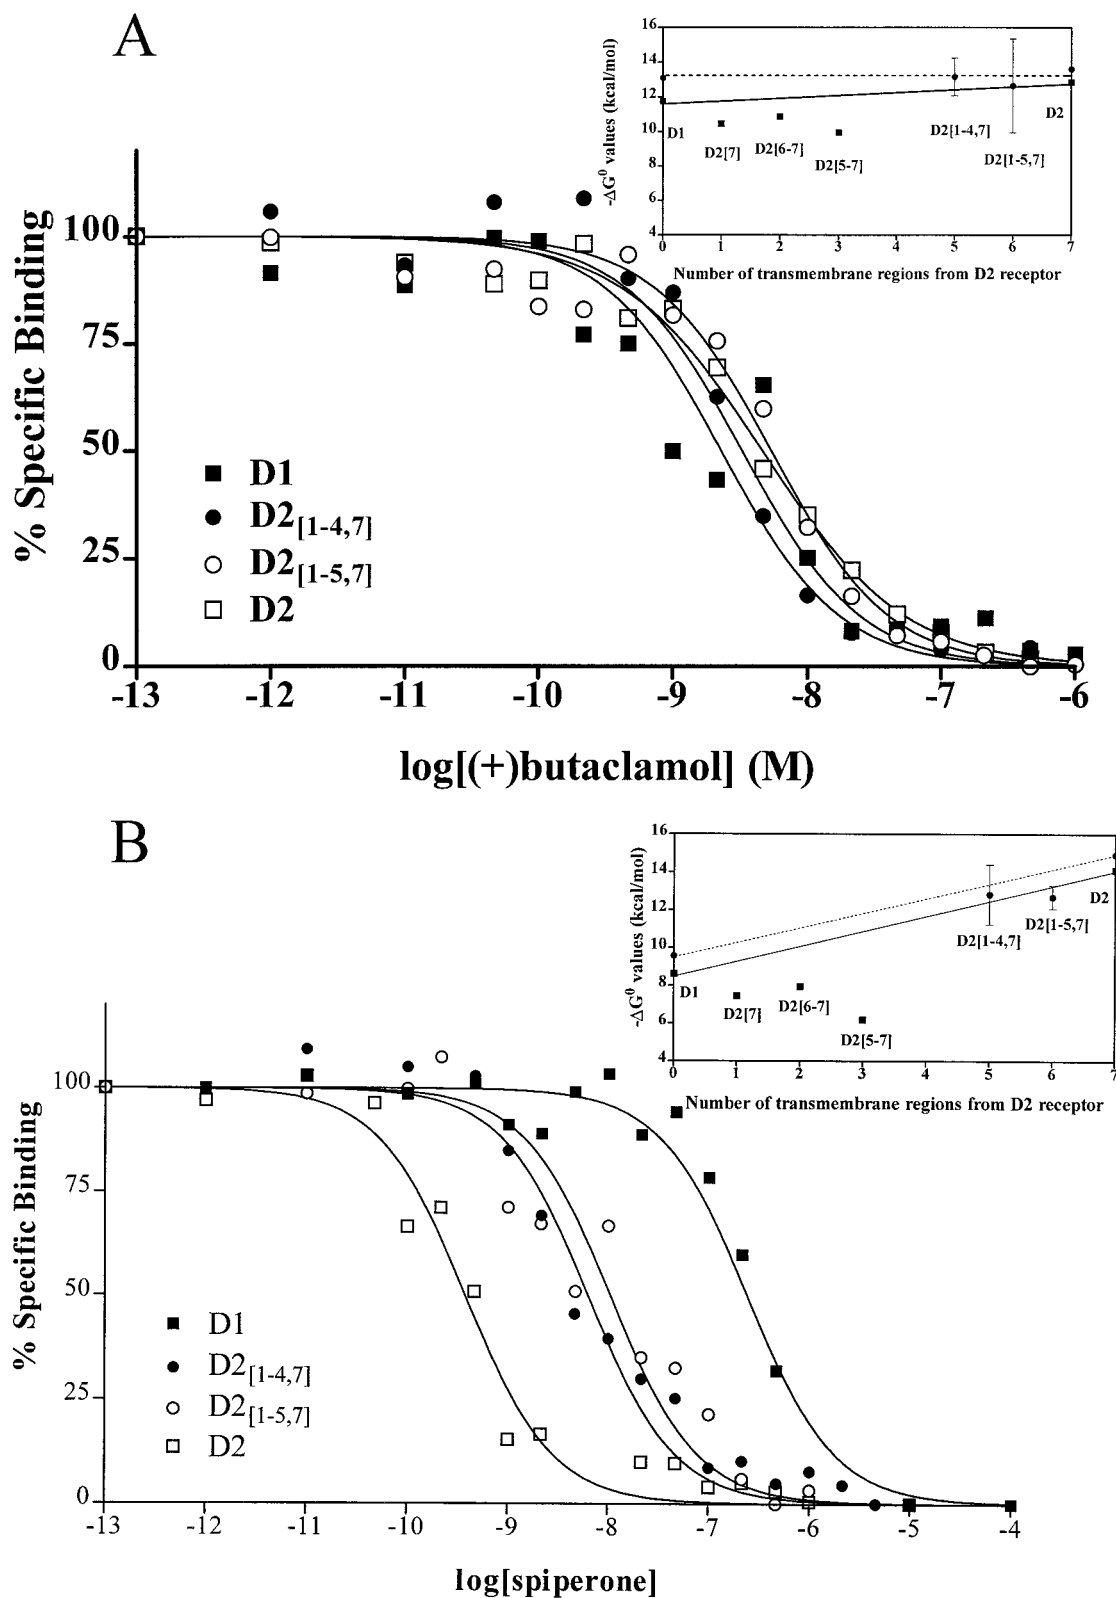 A
% Specific Binding
100
75
50
25
0
-13
-12
-11
-10
-9
-8
-7
-6
log[(+)butaclamol] (M)
D1
D2[1-4,7]
D2[1-5,7]
D2
-ΔG⁰ values (kcal/mol)
16
14
12
10
8
6
4
0
1
2
3
4
5
6
7
D1
D2[7]
D2[6-7]
D2[5-7]
D2[1-4,7]
D2[1-5,7]
D2
Number of transmembrane regions from D2 receptor
B
% Specific Binding
100
75
50
25
0
-13
-12
-11
-10
-9
-8
-7
-6
-5
-4
log[spiperone]
D1
D2[1-4,7]
D2[1-5,7]
D2
-ΔG⁰ values (kcal/mol)
16
14
12
10
8
6
4
0
1
2
3
4
5
6
7
D1
D2[7]
D2[6-7]
D2[5-7]
D2[1-4,7]
D2[1-5,7]
D2
Number of transmembrane regions from D2 receptor